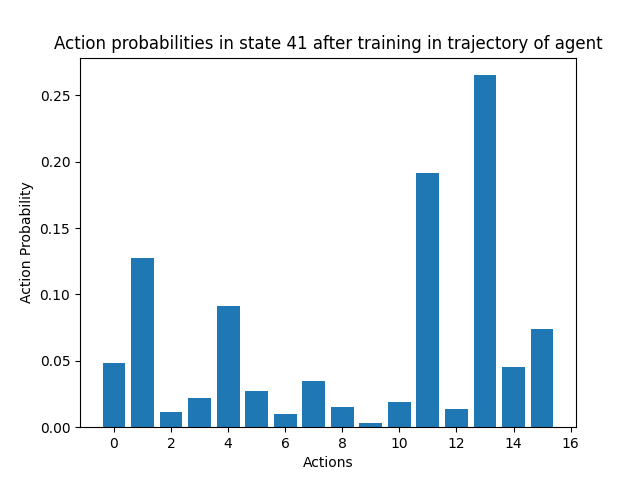 Action probabilities in state 41 after training in trajectory of agent
0.25
0.20
0.15
0.10
0.05
0.00
Action Probability
0 2 4 6 8 10 12 14 16
Actions